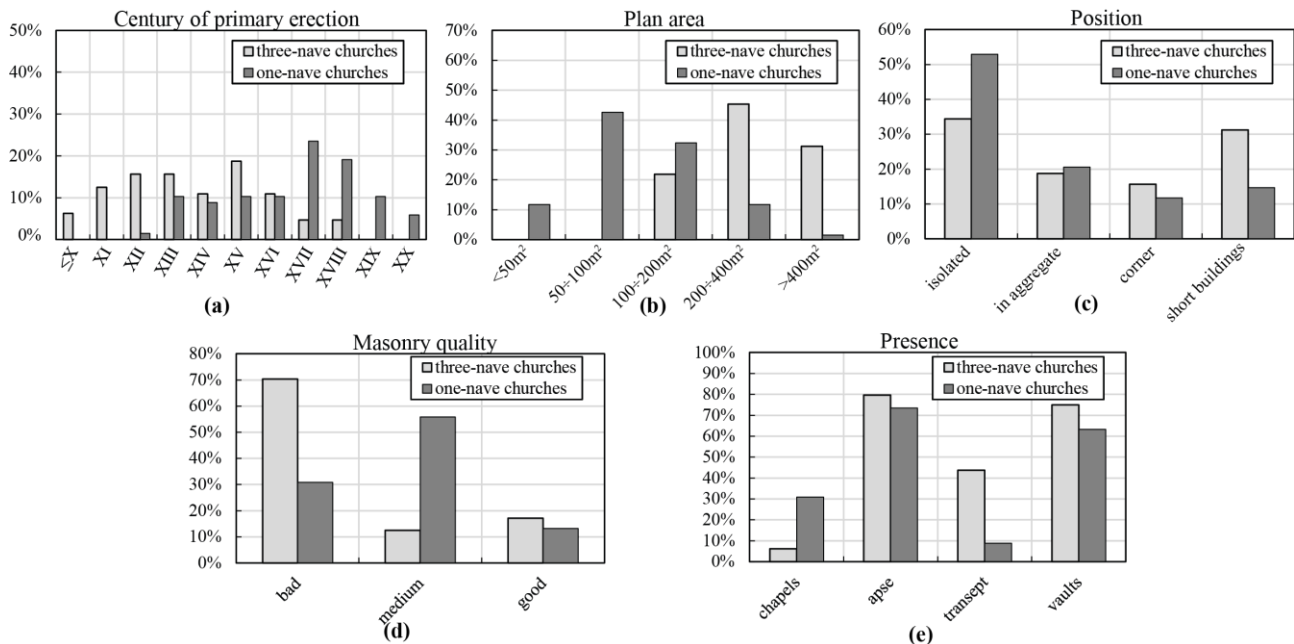 Century of primary erection
50%
40%
30%
20%
10%
0%
three-nave churches
one-nave churches
≤X
XI
XII
XIII
XIV
XV
XVI
XVII
XVIII
XIX
XX
(a)
Plan area
70%
60%
50%
40%
30%
20%
10%
0%
three-nave churches
one-nave churches
<50m²
50÷100m²
100÷200m²
200÷400m²
>400m²
(b)
Position
60%
50%
40%
30%
20%
10%
0%
three-nave churches
one-nave churches
isolated
in aggregate
corner
short buildings
(c)
Masonry quality
80%
70%
60%
50%
40%
30%
20%
10%
0%
three-nave churches
one-nave churches
bad
medium
good
(d)
Presence
100%
90%
80%
70%
60%
50%
40%
30%
20%
10%
0%
three-nave churches
one-nave churches
chapels
apse
transept
vaults
(e)